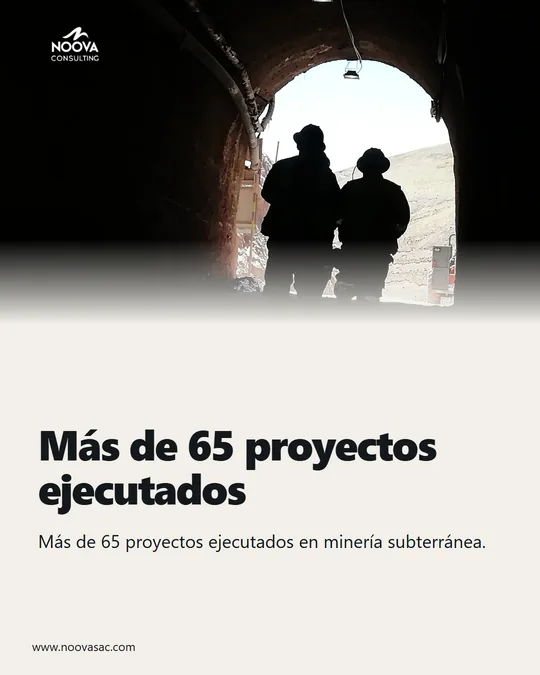 NOOVA
CONSULTING
Más de 65 proyectos
ejecutados
Más de 65 proyectos ejecutados en minería subterránea.
www.noovasac.com